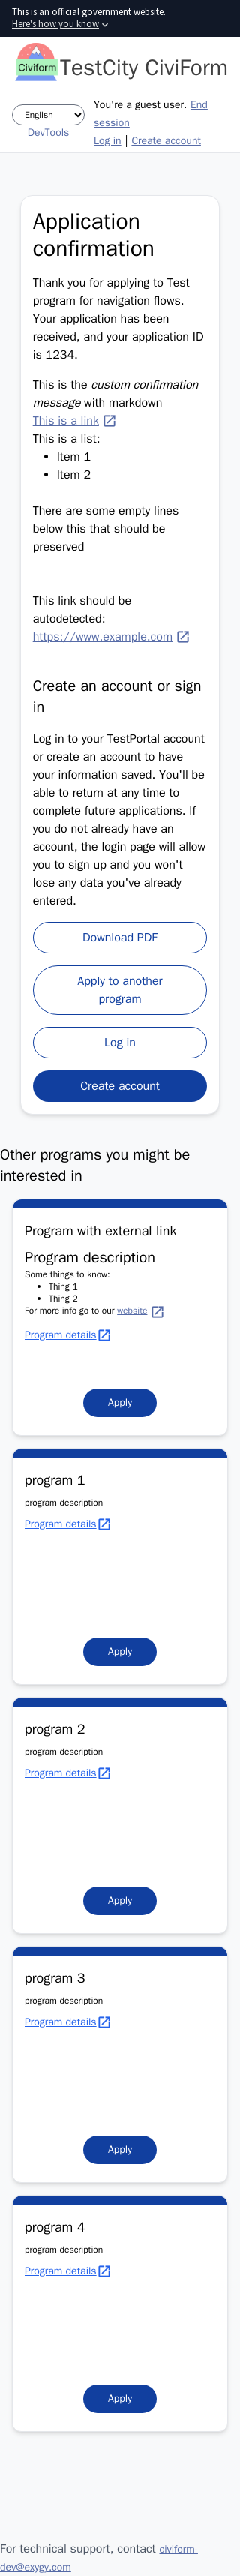 This is an official government website.
Here's how you know
Civiform
TestCity CiviForm
English
DevTools
You're a guest user. End
session
Log in | Create account
Application
confirmation
Thank you for applying to Test
program for navigation flows.
Your application has been
received, and your application ID
is 1234.
This is the custom confirmation
message with markdown
This is a link
This is a list:
• Item 1
• Item 2
There are some empty lines
below this that should be
preserved
This link should be
autodetected:
https://www.example.com
Create an account or sign
in
Log in to your TestPortal account
or create an account to have
your information saved. You'll be
able to return at any time to
complete future applications. If
you do not already have an
account, the login page will allow
you to sign up and you won't
lose any data you've already
entered.
Download PDF
Apply to another
program
Log in
Create account
Other programs you might be
interested in
Program with external link
Program description
Some things to know:
• Thing 1
• Thing 2
For more info go to our website
Program details
Apply
program 1
program description
Program details
Apply
program 2
program description
Program details
Apply
program 3
program description
Program details
Apply
program 4
program description
Program details
Apply
For technical support, contact civiform-
dev@exygy.com